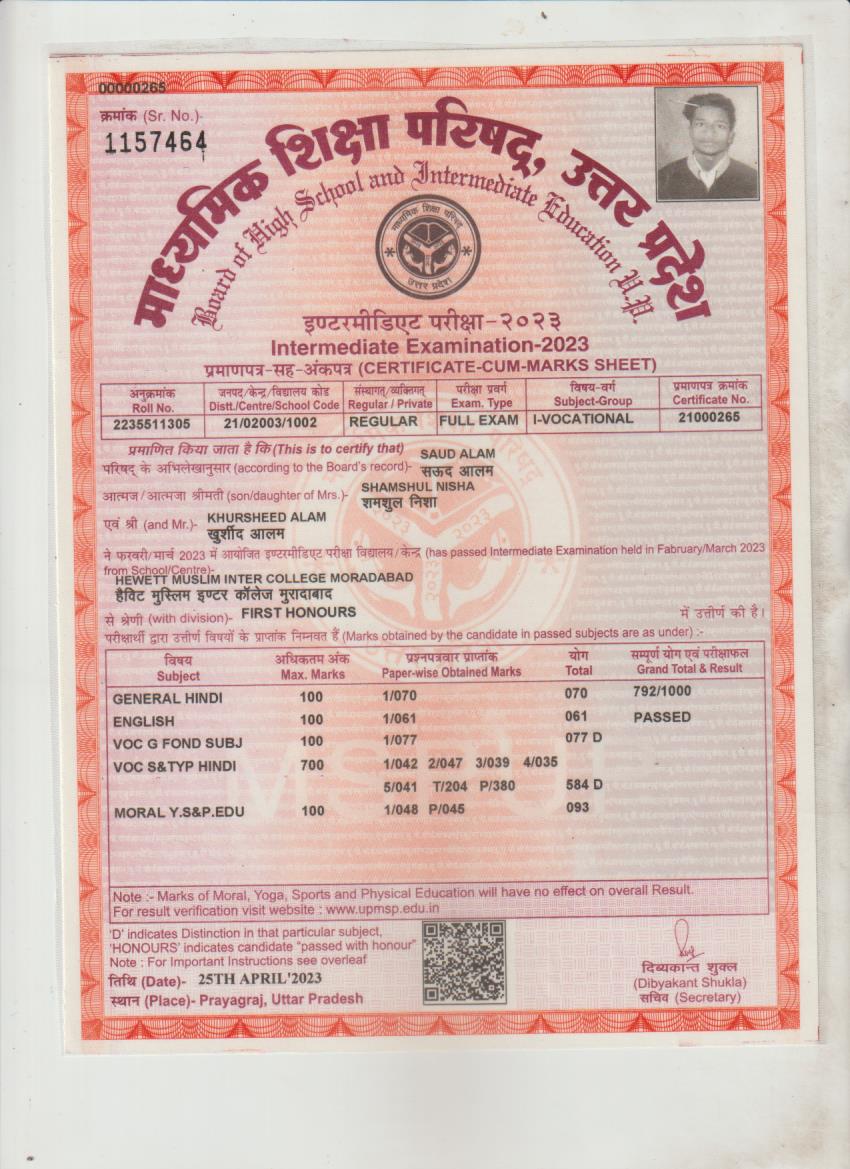 00000265
क्रमांक (Sr. No.)-
1157464
माध्यमिक शिक्षा परिषद्, उत्तर प्रदेश
Board of High School and Intermediate Education U.P.
माध्यमिक शिक्षा परिषद्
उत्तर प्रदेश
इण्टरमीडिएट परीक्षा-२०२३
Intermediate Examination-2023
प्रमाणपत्र-सह-अंकपत्र (CERTIFICATE-CUM-MARKS SHEET)
अनुक्रमांक जनपद/केन्द्र/विद्यालय कोड संस्थागत/व्यक्तिगत परीक्षा प्रवर्ग विषय-वर्ग प्रमाणपत्र क्रमांक
Roll No. Distt./Centre/School Code Regular / Private Exam. Type Subject-Group Certificate No.
2235511305 21/02003/1002 REGULAR FULL EXAM I-VOCATIONAL 21000265
प्रमाणित किया जाता है कि (This is to certify that) SAUD ALAM
परिषद् के अभिलेखानुसार (according to the Board's record)- सऊद आलम
SHAMSHUL NISHA
आत्मज/आत्मजा श्रीमती (son/daughter of Mrs.)- शमशुल निशा
KHURSHEED ALAM
एवं श्री (and Mr.)- खुर्शीद आलम
ने फरवरी/मार्च 2023 में आयोजित इण्टरमीडिएट परीक्षा विद्यालय/केन्द्र (has passed Intermediate Examination held in Fabruary/March 2023
from School/Centre)-
HEWETT MUSLIM INTER COLLEGE MORADABAD
हैविट मुस्लिम इण्टर कॉलेज मुरादाबाद
से श्रेणी (with division)- FIRST HONOURS में उत्तीर्ण की है।
परीक्षार्थी द्वारा उत्तीर्ण विषयों के प्राप्तांक निम्नवत हैं (Marks obtained by the candidate in passed subjects are as under) :-
विषय अधिकतम अंक प्रश्नपत्रवार प्राप्तांक योग सम्पूर्ण योग एवं परीक्षाफल
Subject Max. Marks Paper-wise Obtained Marks Total Grand Total & Result
GENERAL HINDI 100 1/070 070 792/1000
ENGLISH 100 1/061 061 PASSED
VOC G FOND SUBJ 100 1/077 077 D
VOC S&TYP HINDI 700 1/042 2/047 3/039 4/035
5/041 T/204 P/380 584 D
MORAL Y.S&P.EDU 100 1/048 P/045 093
Note :- Marks of Moral, Yoga, Sports and Physical Education will have no effect on overall Result.
For result verification visit website : www.upmsp.edu.in
'D' indicates Distinction in that particular subject,
'HONOURS' indicates candidate "passed with honour"
Note : For Important Instructions see overleaf
तिथि (Date)- 25TH APRIL'2023
स्थान (Place)- Prayagraj, Uttar Pradesh
दिब्यकान्त शुक्ल
(Dibyakant Shukla)
सचिव (Secretary)